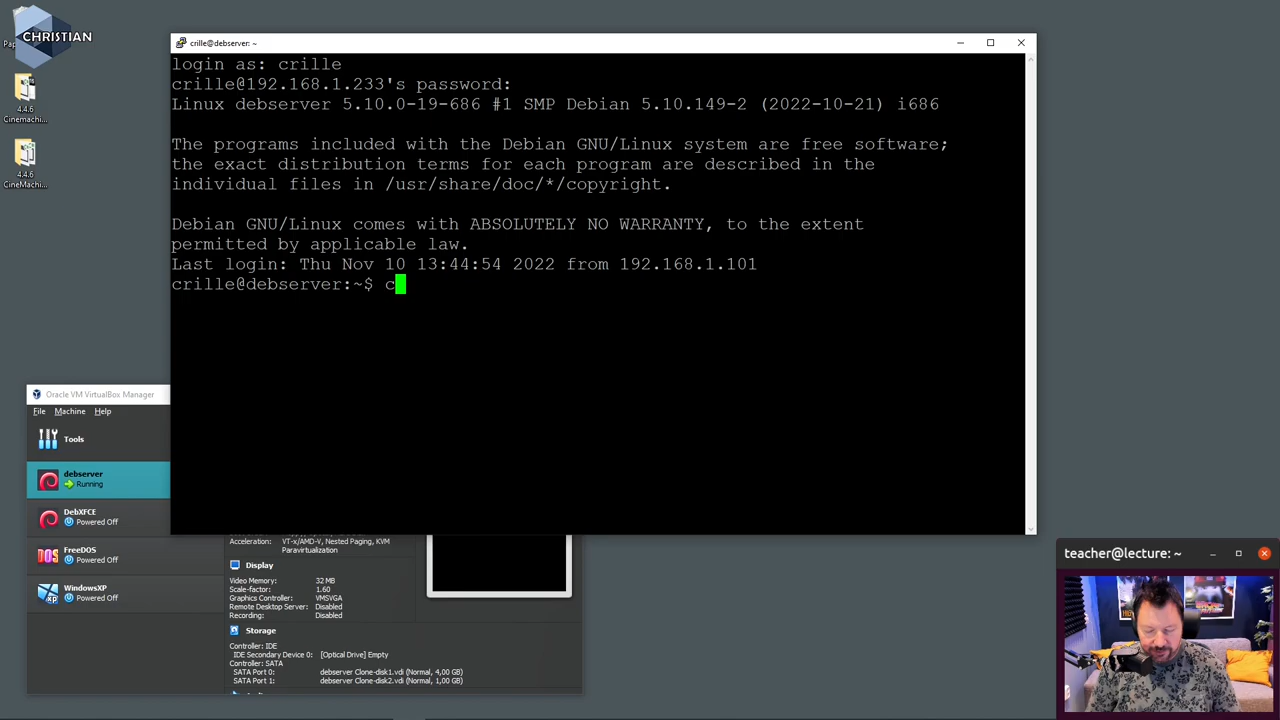 CHRISTIAN
4.4.6
Cinemachi...
4.4.6
CineMachi...
crille@debserver: ~
login as: crille
crille@192.168.1.233's password:
Linux debserver 5.10.0-19-686 #1 SMP Debian 5.10.149-2 (2022-10-21) i686
The programs included with the Debian GNU/Linux system are free software;
the exact distribution terms for each program are described in the
individual files in /usr/share/doc/*/copyright.
Debian GNU/Linux comes with ABSOLUTELY NO WARRANTY, to the extent
permitted by applicable law.
Last login: Thu Nov 10 13:44:54 2022 from 192.168.1.101
crille@debserver:~$ c
Oracle VM VirtualBox Manager
File Machine Help
Tools
debserver
Running
DebXFCE
Powered Off
FreeDOS
Powered Off
WindowsXP
Powered Off
Acceleration: VT-x/AMD-V, Nested Paging, KVM
Paravirtualization
Display
Video Memory: 32 MB
Scale-factor: 1.60
Graphics Controller: VMSVGA
Remote Desktop Server: Disabled
Recording: Disabled
Storage
Controller: IDE
IDE Secondary Device 0: [Optical Drive] Empty
Controller: SATA
SATA Port 0: debserver Clone-disk1.vdi (Normal, 4,00 GB)
SATA Port 1: debserver Clone-disk2.vdi (Normal, 1,00 GB)
teacher@lecture: ~